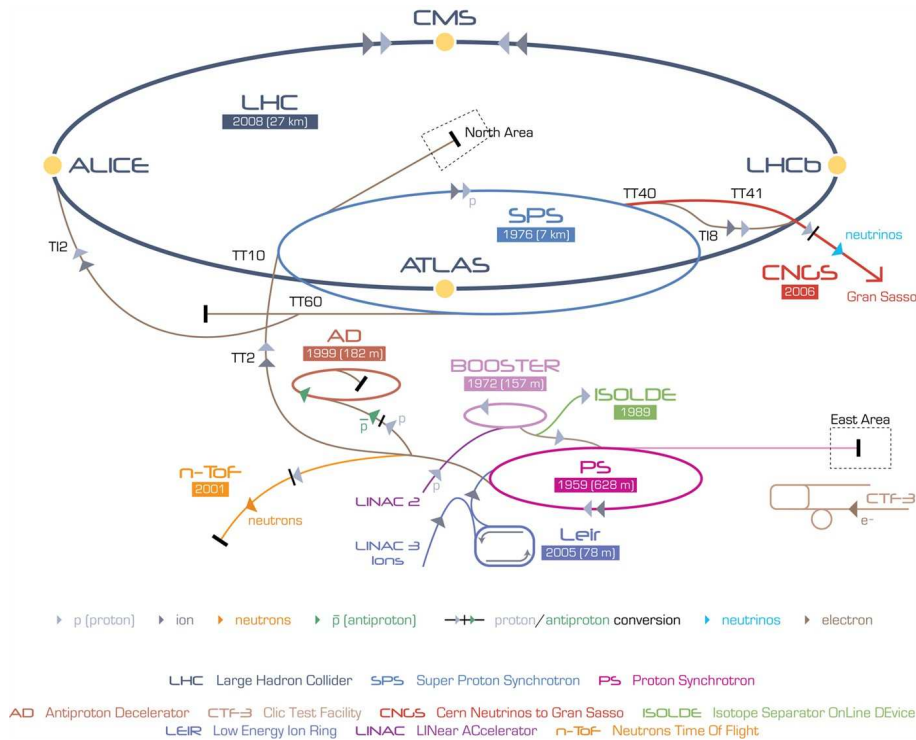 CMS
LHC
2008 (27 km)
North Area
ALICE
LHCb
TT40
TT41
SPS
1976 (7 km)
p
TI8
neutrinos
TI2
TT10
ATLAS
CNGS
2006
Gran Sasso
TT60
AD
1999 (182 m)
TT2
BOOSTER
1972 (157 m)
ISOLDE
1989
East Area
p̅
p
n-ToF
2001
LINAC 2
p
PS
1959 (628 m)
CTF-3
e-
neutrons
LINAC 3
Ions
Leir
2005 (78 m)
p (proton) ion neutrons p̅ (antiproton) proton/antiproton conversion neutrinos electron
LHC Large Hadron Collider SPS Super Proton Synchrotron PS Proton Synchrotron
AD Antiproton Decelerator CTF-3 Clic Test Facility CNGS Cern Neutrinos to Gran Sasso ISOLDE Isotope Separator OnLine DEvice
LEIR Low Energy Ion Ring LINAC LINear ACcelerator n-ToF Neutrons Time Of Flight